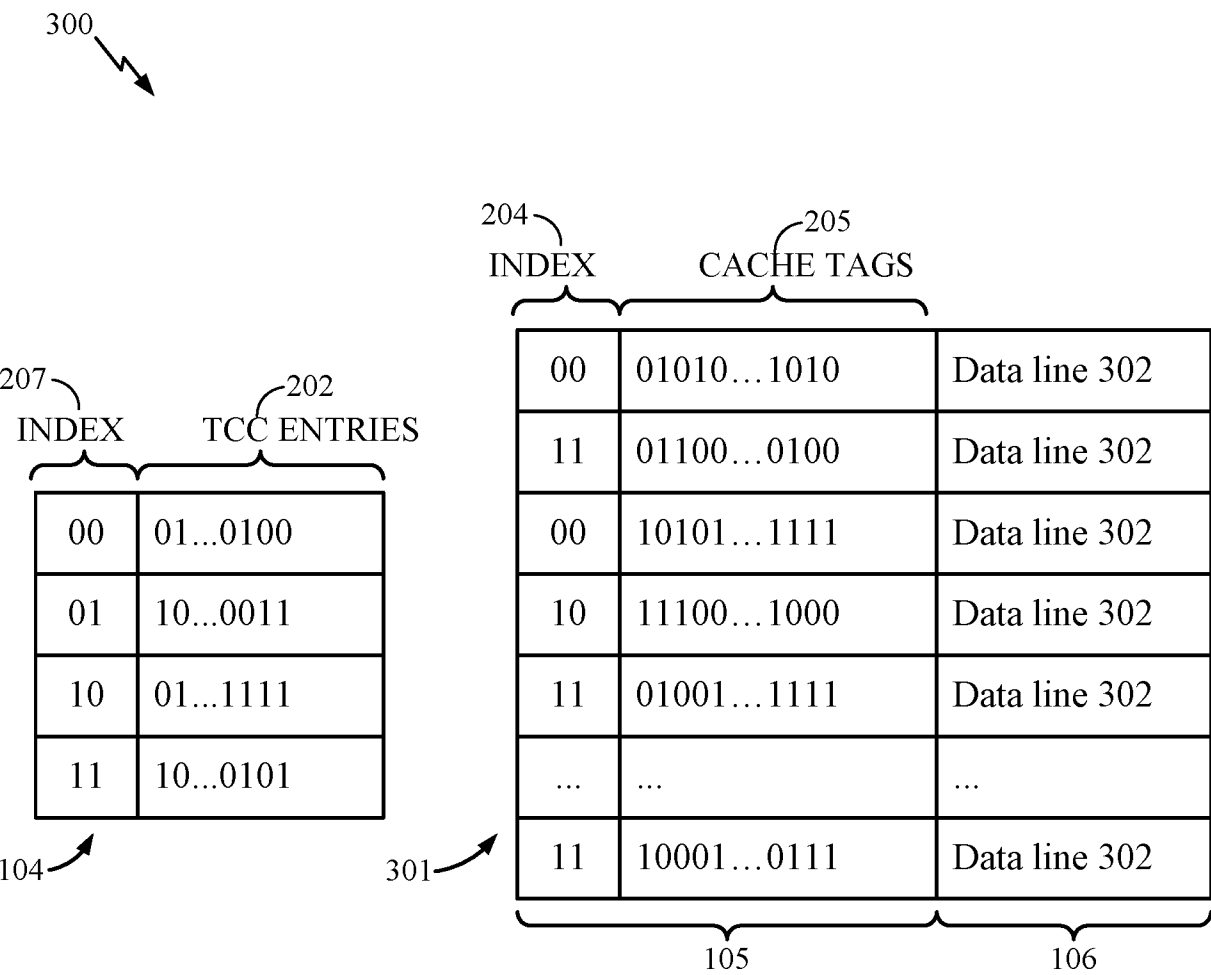 300
204
205
INDEX CACHE TAGS
207
202
INDEX TCC ENTRIES
00 01...0100
01 10...0011
10 01...1111
11 10...0101
104
00 01010...1010 Data line 302
11 01100...0100 Data line 302
00 10101...1111 Data line 302
10 11100...1000 Data line 302
11 01001...1111 Data line 302
... ... ...
11 10001...0111 Data line 302
301
105 106